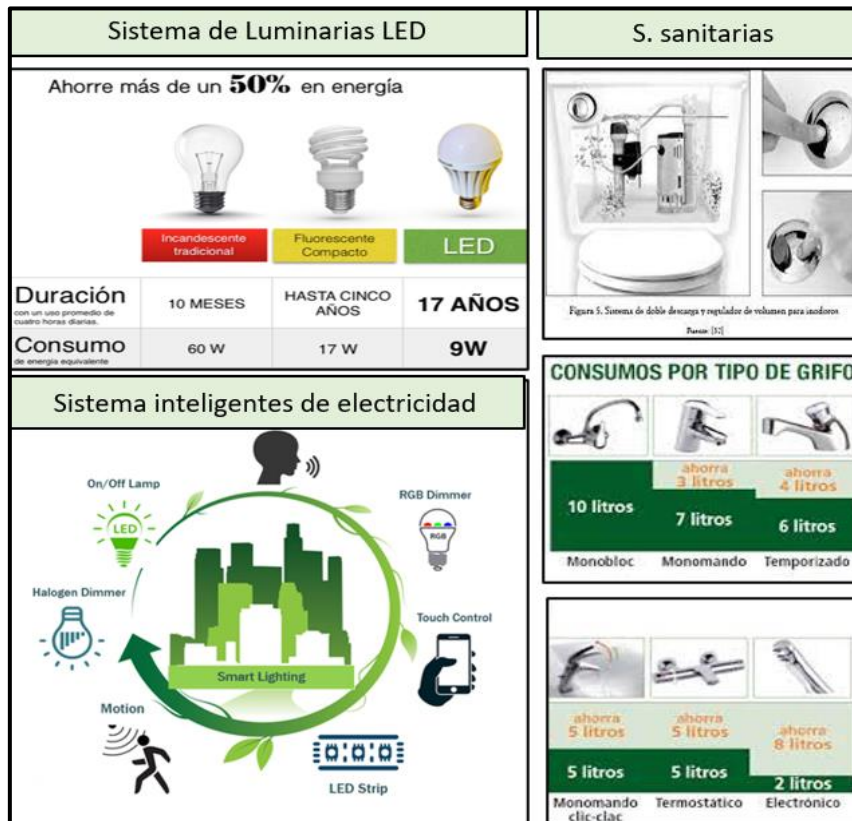 Sistema de Luminarias LED
Ahorre más de un 50% en energía
Incandescente
tradicional
Fluorescente
Compacto
LED
Duración
con un uso promedio de
cuatro horas diarias.
10 MESES
HASTA CINCO
AÑOS
17 AÑOS
Consumo
de energía equivalente
60 W
17 W
9W
Sistema inteligentes de electricidad
On/Off Lamp
LED
RGB Dimmer
RGB
Halogen Dimmer
Touch Control
Smart Lighting
Motion
LED Strip
S. sanitarias
Figura 5. Sistema de doble descarga y regulador de volumen para inodoros
Fuente: [32]
CONSUMOS POR TIPO DE GRIFO
10 litros
ahorra
3 litros
7 litros
ahorra
4 litros
6 litros
Monobloc
Monomando
Temporizado
ahorra
5 litros
5 litros
ahorra
5 litros
5 litros
ahorra
8 litros
2 litros
Monomando
clic-clac
Termostático
Electrónico